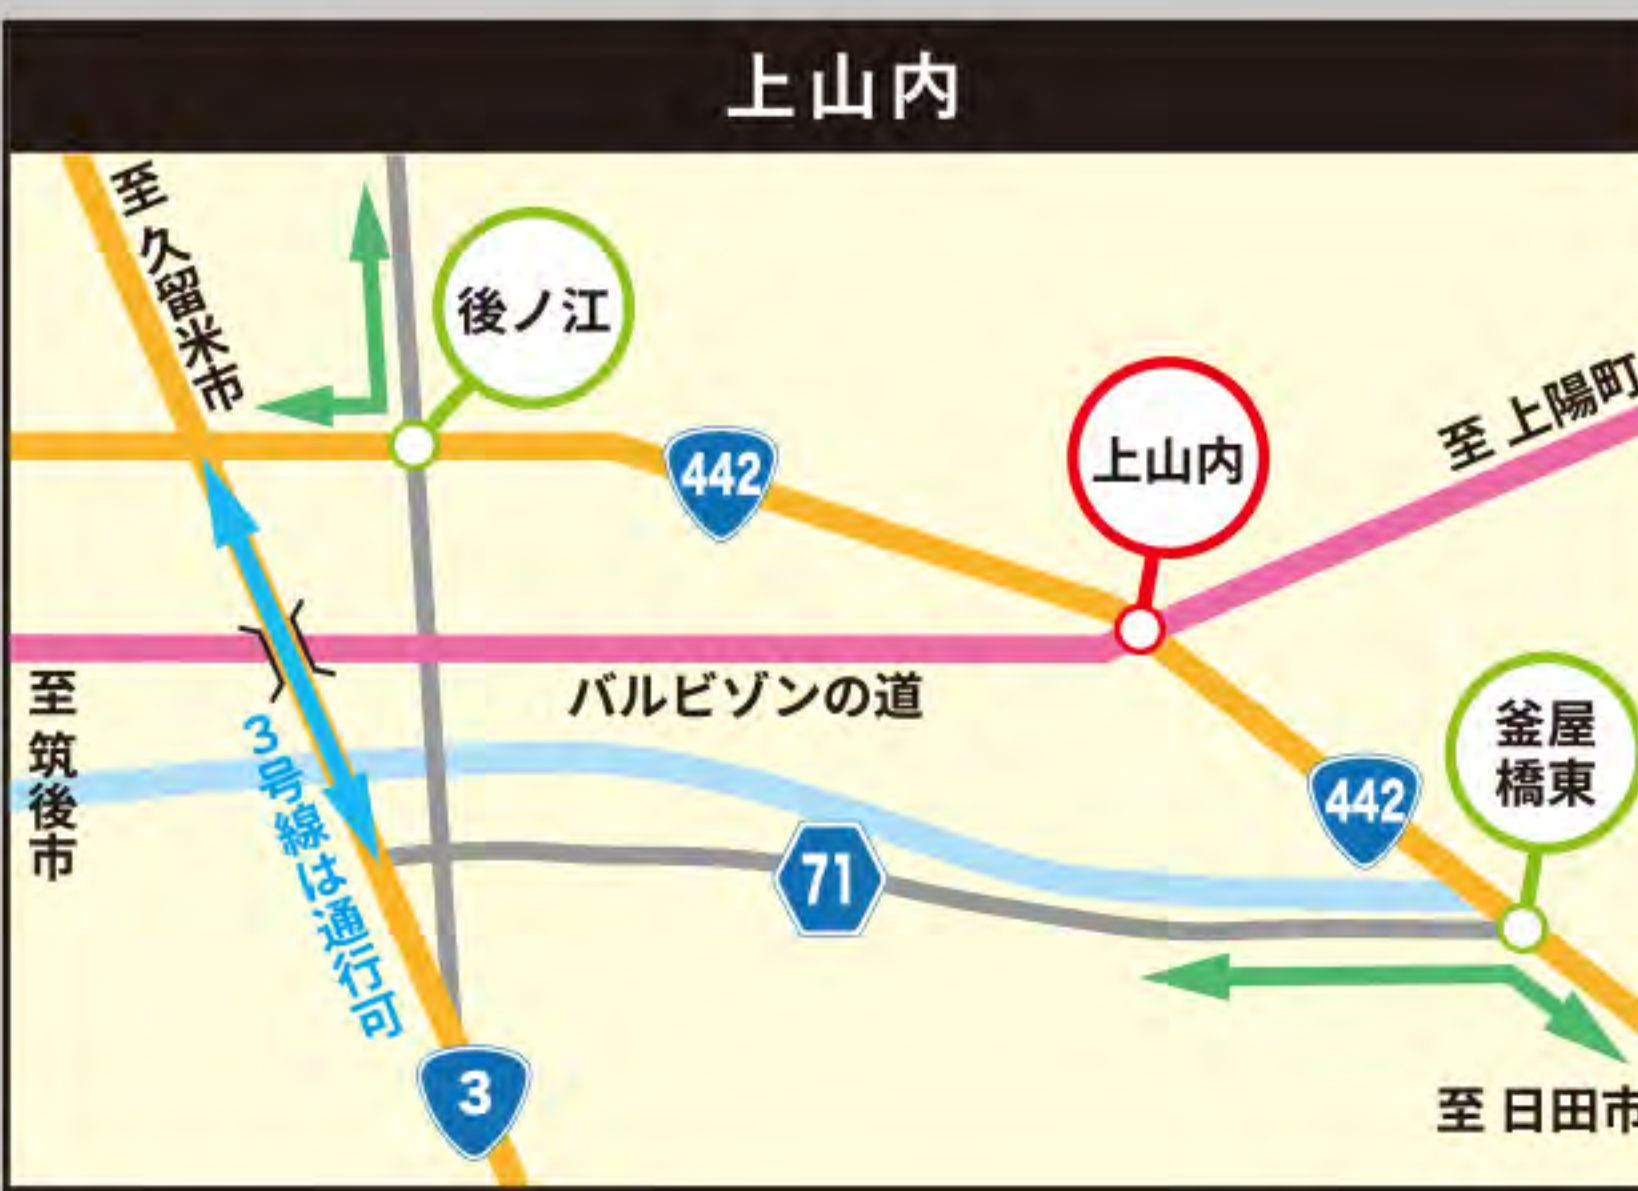 上山内
至 久留米市
後ノ江
442
上山内
至 上陽町
バルビゾンの道
至 筑後市
3号線は通行可
釜屋
橋東
442
71
3
至 日田市